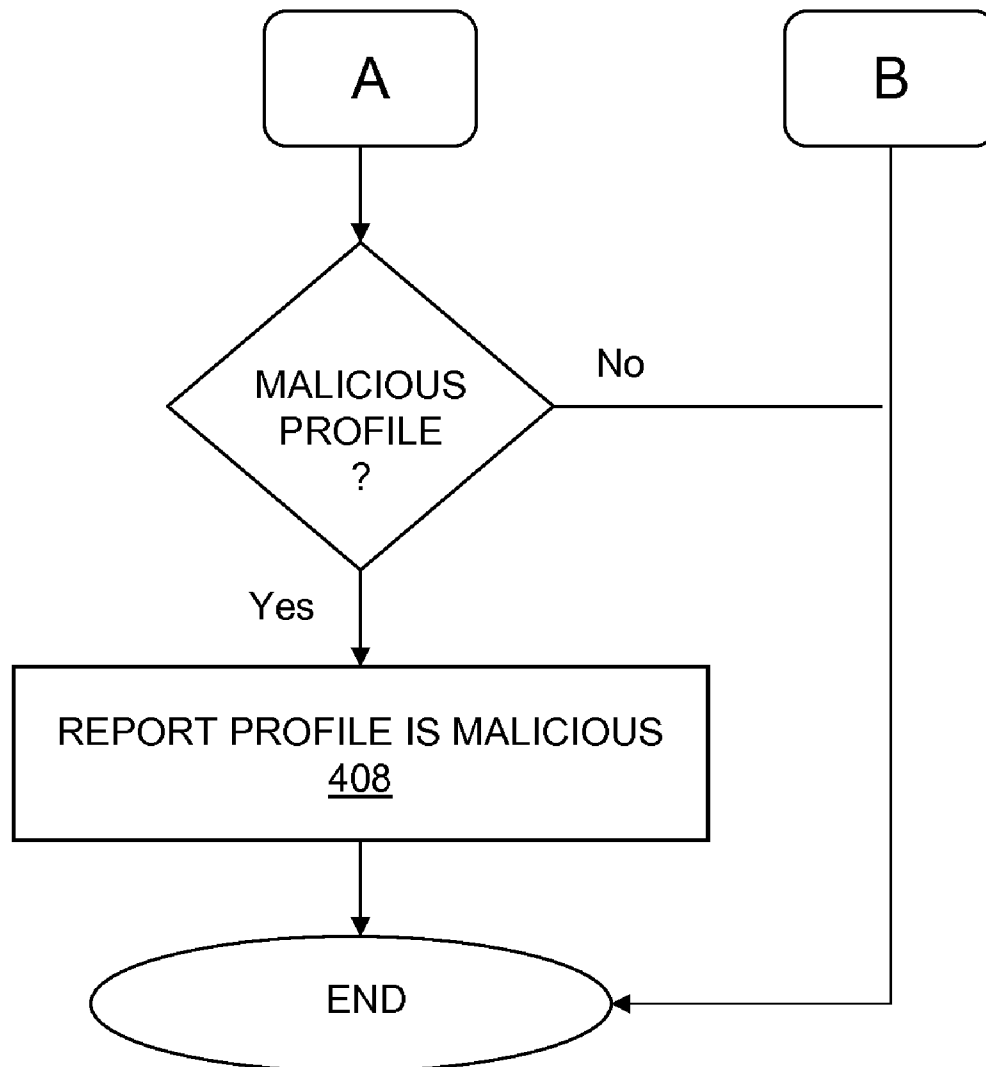 A
B
MALICIOUS
PROFILE
?
No
Yes
REPORT PROFILE IS MALICIOUS
408
END